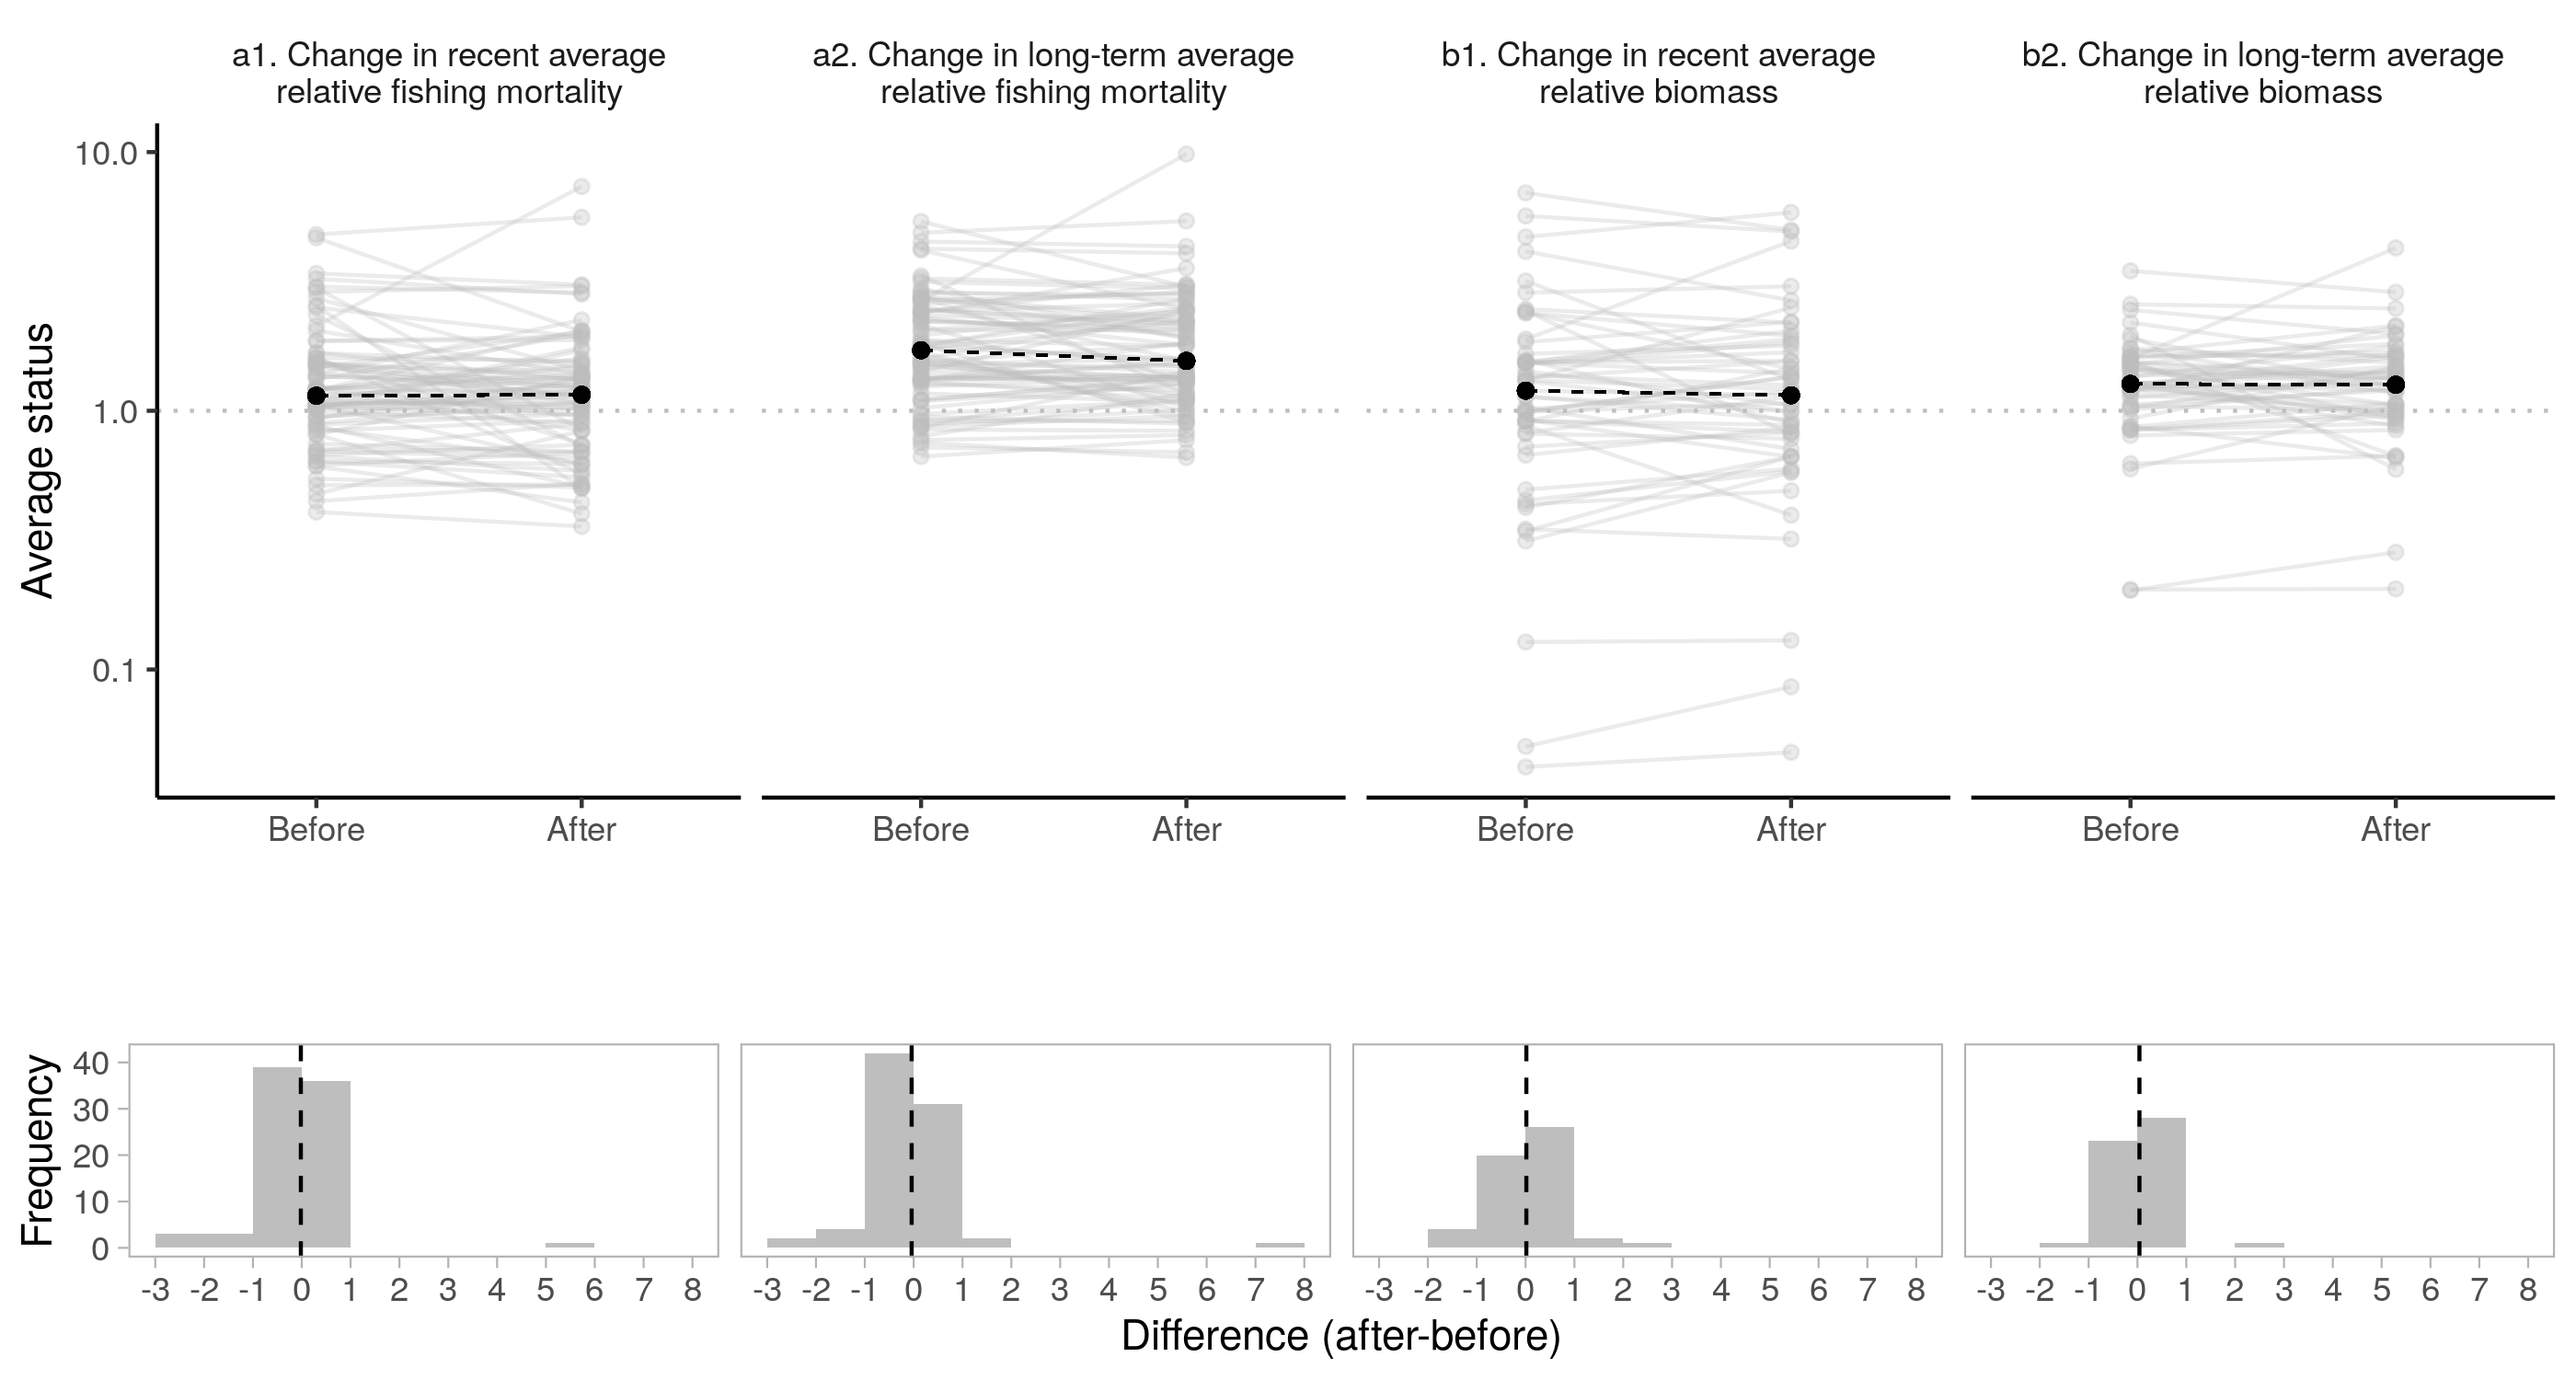 a1. Change in recent average
relative fishing mortality
a2. Change in long-term average
relative fishing mortality
b1. Change in recent average
relative biomass
b2. Change in long-term average
relative biomass
Average status
10.0
1.0
0.1
Before After Before After Before After Before After
Frequency
40
30
20
10
0
-3 -2 -1 0 1 2 3 4 5 6 7 8 -3 -2 -1 0 1 2 3 4 5 6 7 8 -3 -2 -1 0 1 2 3 4 5 6 7 8 -3 -2 -1 0 1 2 3 4 5 6 7 8
Difference (after-before)